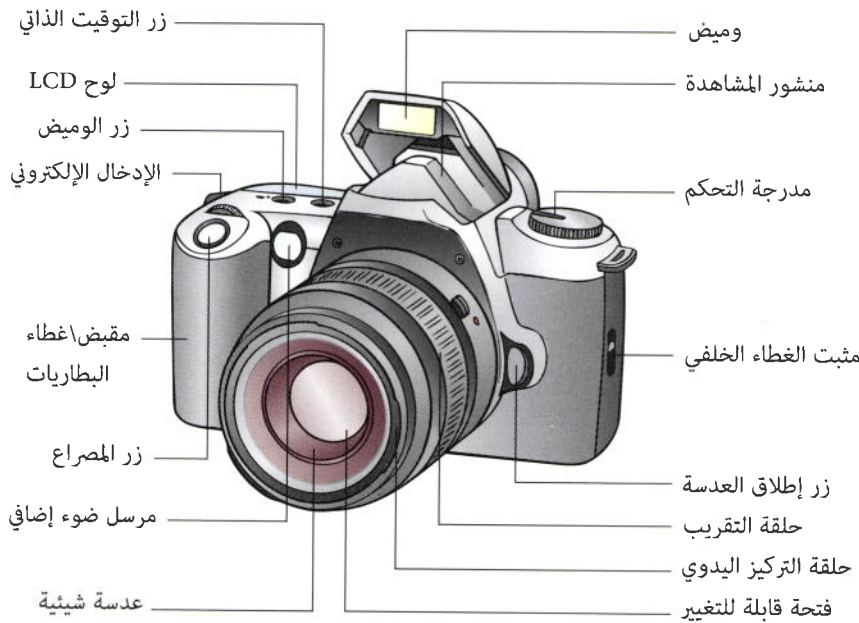 زر التوقيت الذاتي
لوح LCD
زر الوميض
الإدخال الإلكتروني
مقبض\غطاء
البطاريات
زر المصراع
مرسل ضوء إضافي
عدسة شيئية
وميض
منشور المشاهدة
مدرجة التحكم
مثبت الغطاء الخلفي
زر إطلاق العدسة
حلقة التقريب
حلقة التركيز اليدوي
فتحة قابلة للتغيير